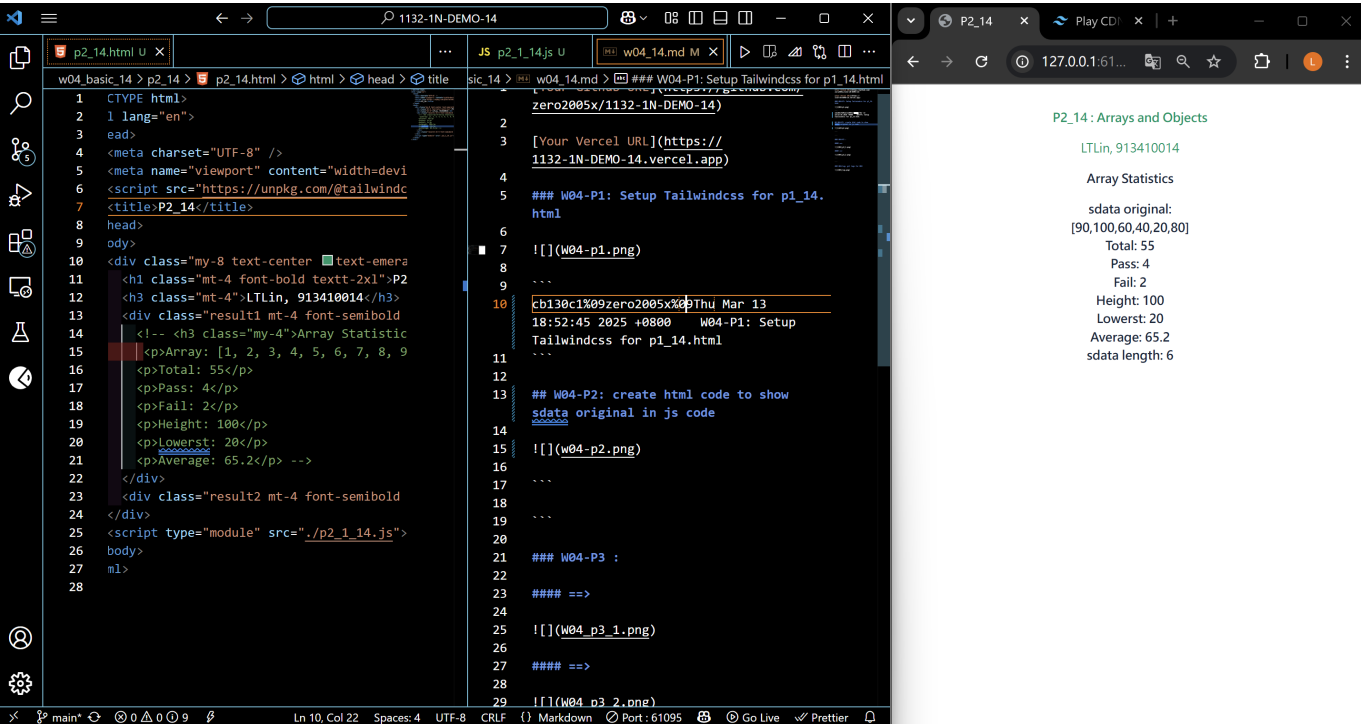 1132-1N-DEMO-14
p2_14.html U
JS p2_1_14.js U
w04_14.md M
w04_basic_14 > p2_14 > p2_14.html > html > head > title
sic_14 > w04_14.md > ### W04-P1: Setup Tailwindcss for p1_14.html
1 CTYPE html>
2 l lang="en">
3 ead>
4 <meta charset="UTF-8" />
5 <meta name="viewport" content="width=devi
6 <script src="https://unpkg.com/@tailwindc
7 <title>P2_14</title>
8 head>
9 ody>
10 <div class="my-8 text-center text-emera
11 <h1 class="mt-4 font-bold textt-2xl">P2
12 <h3 class="mt-4">LTLin, 913410014</h3>
13 <div class="result1 mt-4 font-semibold
14 <!-- <h3 class="my-4">Array Statistic
15 <p>Array: [1, 2, 3, 4, 5, 6, 7, 8, 9
16 <p>Total: 55</p>
17 <p>Pass: 4</p>
18 <p>Fail: 2</p>
19 <p>Height: 100</p>
20 <p>Lowerst: 20</p>
21 <p>Average: 65.2</p> -->
22 </div>
23 <div class="result2 mt-4 font-semibold
24 </div>
25 <script type="module" src="./p2_1_14.js">
26 body>
27 ml>
28
1 [Your Github URL](https://github.com/
zero2005x/1132-1N-DEMO-14)
2
3 [Your Vercel URL](https://
1132-1N-DEMO-14.vercel.app)
4
5 ### W04-P1: Setup Tailwindcss for p1_14.
html
6
7 ![](W04-p1.png)
8
9 ```
10 cb130c1%09zero2005x%09Thu Mar 13
18:52:45 2025 +0800 W04-P1: Setup
Tailwindcss for p1_14.html
11 ```
12
13 ## W04-P2: create html code to show
sdata original in js code
14
15 ![](w04-p2.png)
16
17 ```
18
19 ```
20
21 ### W04-P3 :
22
23 #### ==>
24
25 ![](W04_p3_1.png)
26
27 #### ==>
28
29 ![](W04_p3_2.png)
5
main* 0 0 9
Ln 10, Col 22 Spaces: 4 UTF-8 CRLF {} Markdown Port : 61095 Go Live Prettier
P2_14
Play CD
127.0.0.1:61...
L
P2_14 : Arrays and Objects
LTLin, 913410014
Array Statistics
sdata original:
[90,100,60,40,20,80]
Total: 55
Pass: 4
Fail: 2
Height: 100
Lowerst: 20
Average: 65.2
sdata length: 6